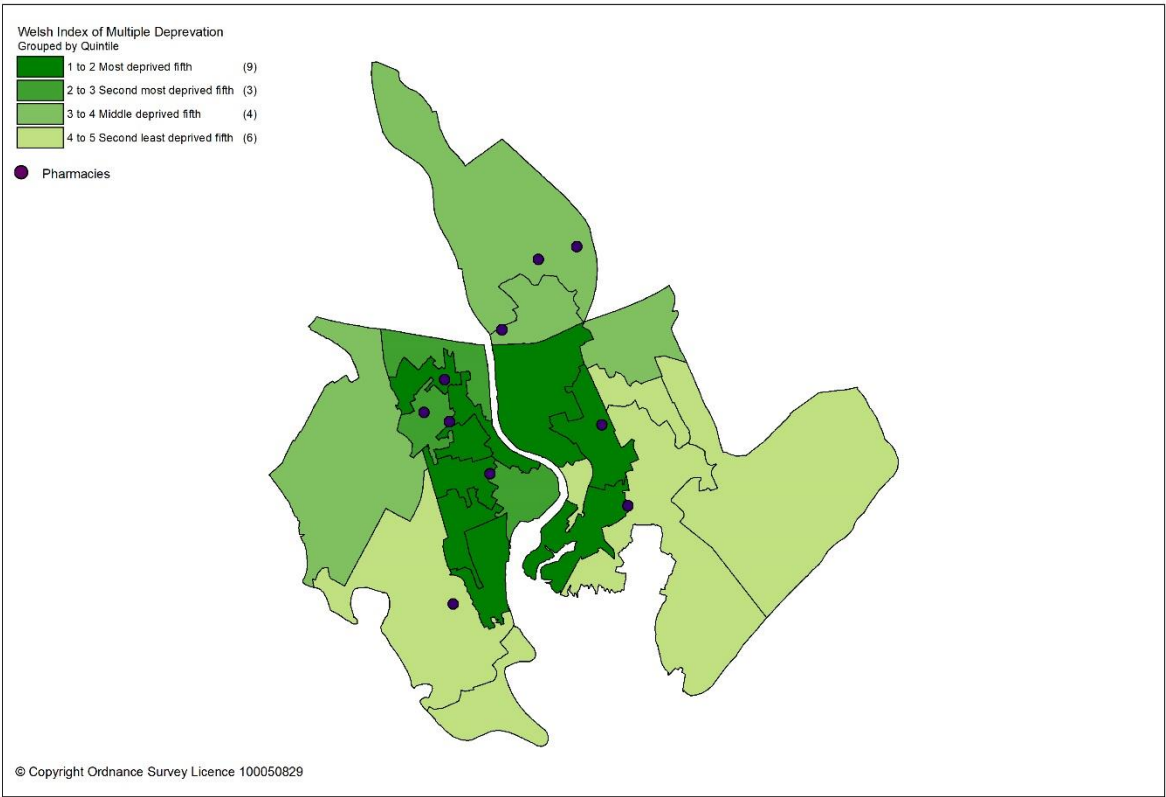 Welsh Index of Multiple Deprevation
Grouped by Quintile
1 to 2 Most deprived fifth (9)
2 to 3 Second most deprived fifth (3)
3 to 4 Middle deprived fifth (4)
4 to 5 Second least deprived fifth (6)
Pharmacies
© Copyright Ordnance Survey Licence 100050829